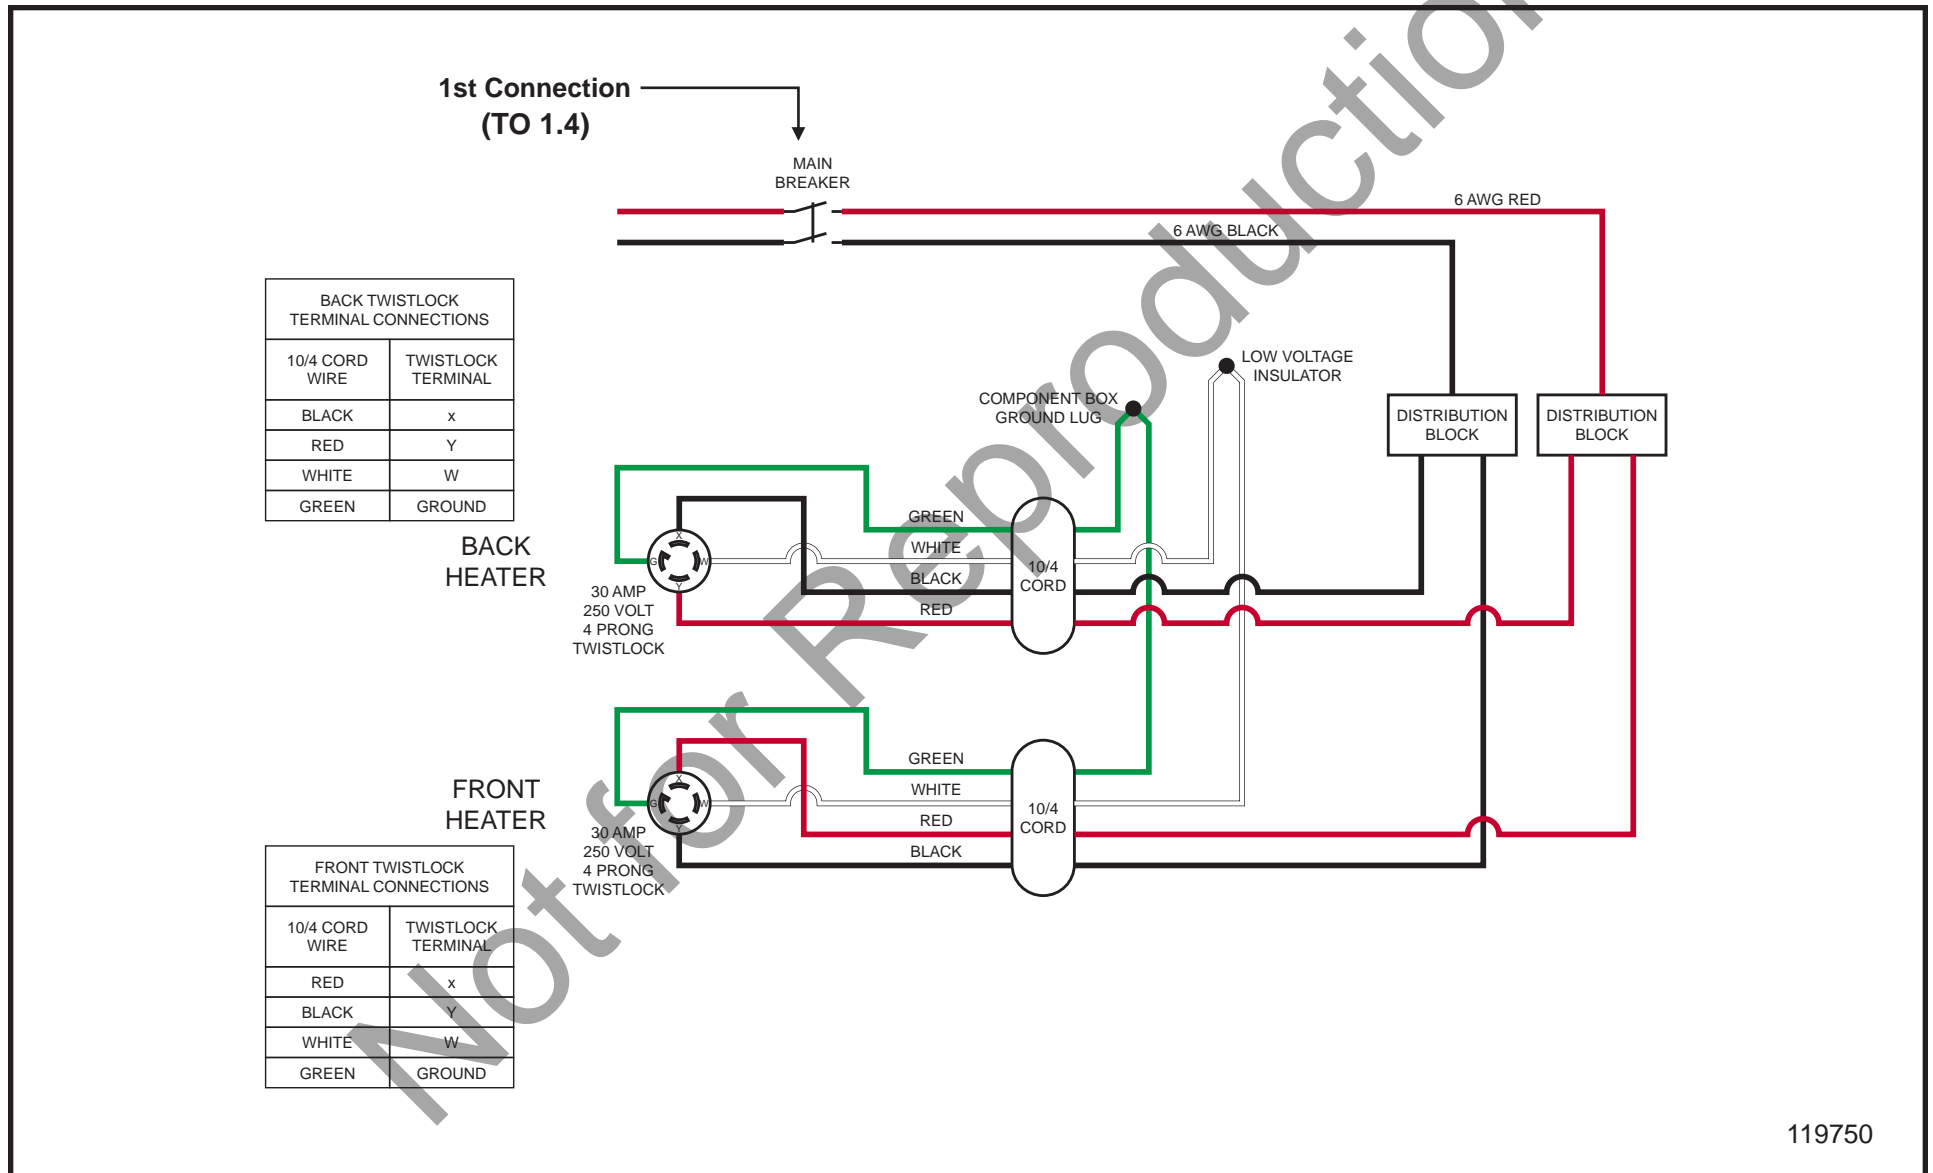 1st Connection
(TO 1.4)
MAIN
BREAKER
6 AWG RED
6 AWG BLACK
BACK TWISTLOCK
TERMINAL CONNECTIONS
10/4 CORD
WIRE
TWISTLOCK
TERMINAL
BLACK
x
RED
Y
WHITE
W
GREEN
GROUND
LOW VOLTAGE
INSULATOR
COMPONENT BOX
GROUND LUG
DISTRIBUTION
BLOCK
DISTRIBUTION
BLOCK
BACK
HEATER
X
G
W
Y
30 AMP
250 VOLT
4 PRONG
TWISTLOCK
GREEN
WHITE
BLACK
RED
10/4
CORD
FRONT
HEATER
X
G
W
Y
30 AMP
250 VOLT
4 PRONG
TWISTLOCK
GREEN
WHITE
RED
BLACK
10/4
CORD
FRONT TWISTLOCK
TERMINAL CONNECTIONS
10/4 CORD
WIRE
TWISTLOCK
TERMINAL
RED
x
BLACK
Y
WHITE
W
GREEN
GROUND
Not for Reproduction
119750